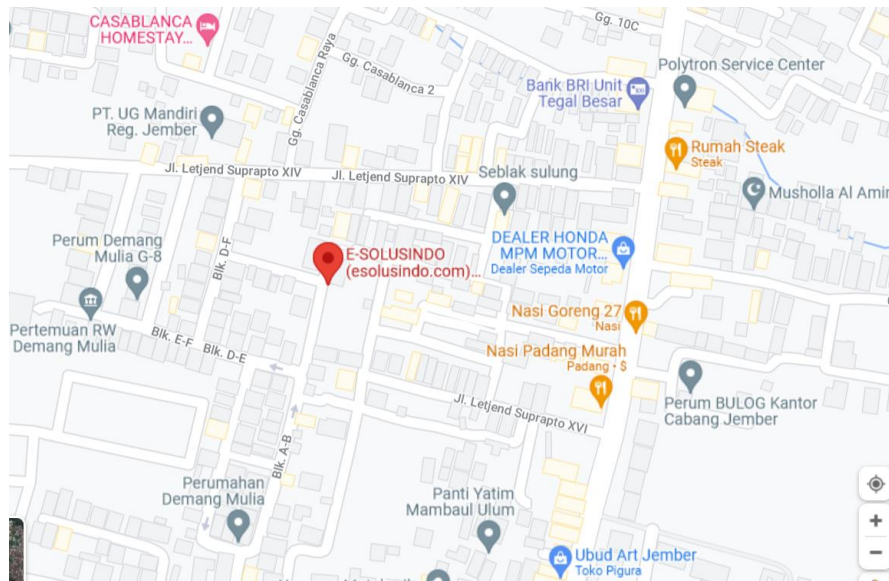 CASABLANCA
HOMESTAY...
Gg. 10C
Gg. Casablanca Raya
Gg. Casablanca 2
Polytron Service Center
Bank BRI Unit
Tegal Besar
PT. UG Mandiri
Reg. Jember
Rumah Steak
Steak
Jl. Letjend Suprapto XIV
Jl. Letjend Suprapto XIV
Seblak sulung
Musholla Al Amin
Perum Demang
Mulia G-8
Blk. D-F
E-SOLUSINDO
(esolusindo.com)...
DEALER HONDA
MPM MOTOR...
Dealer Sepeda Motor
Pertemuan RW
Demang Mulia
Blk. E-F
Blk. D-E
Nasi Goreng 27
Nasi
Nasi Padang Murah
Padang • $
Perum BULOG Kantor
Cabang Jember
Jl. Letjend Suprapto XVI
Blk. A-B
Perumahan
Demang Mulia
Panti Yatim
Mambaul Ulum
Ubud Art Jember
Toko Pigura